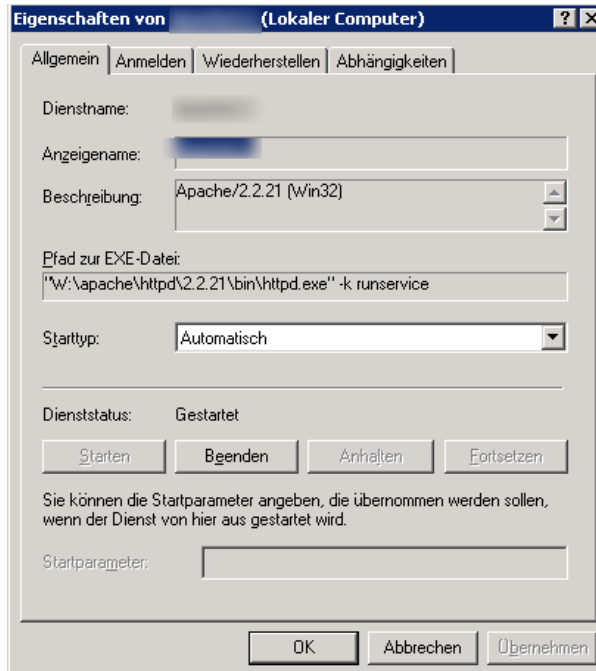 Eigenschaften von (Lokaler Computer)
Allgemein Anmelden Wiederherstellen Abhängigkeiten
Dienstname:
Anzeigename:
Beschreibung: Apache/2.2.21 (Win32)
Pfad zur EXE-Datei:
"W:\apache\httpd\2.2.21\bin\httpd.exe" -k runservice
Starttyp: Automatisch
Dienststatus: Gestartet
Starten Beenden Anhalten Fortsetzen
Sie können die Startparameter angeben, die übernommen werden sollen,
wenn der Dienst von hier aus gestartet wird.
Startparameter:
OK Abbrechen Übernehmen